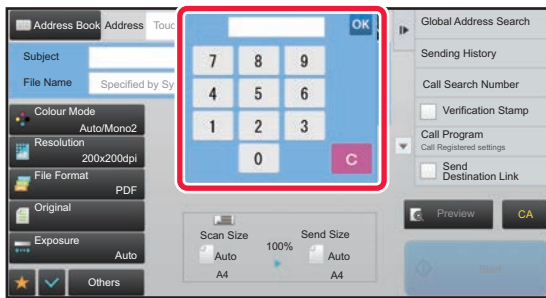 Address Book
Address
Touc
Subject
File Name
Specified by Sy
Colour Mode
Auto/Mono2
Resolution
200x200dpi
File Format
PDF
Original
Exposure
Auto
Others
OK
7 8 9
4 5 6
1 2 3
0 C
Scan Size
Auto
A4
100%
Send Size
Auto
A4
Global Address Search
Sending History
Call Search Number
Verification Stamp
Call Program
Call Registered settings
Send
Destination Link
Preview
CA
Start